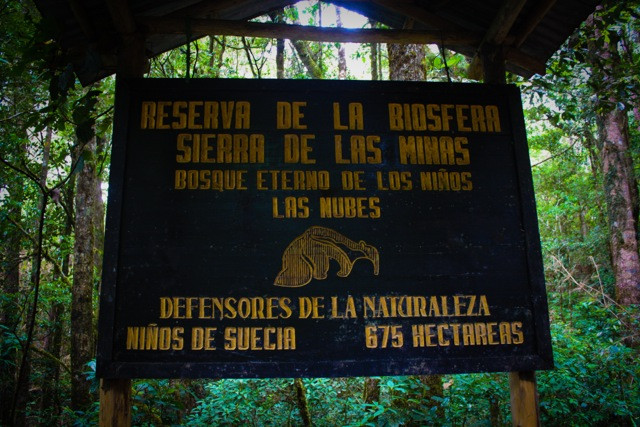 RESERVA DE LA BIOSFERA
SIERRA DE LAS MINAS
BOSQUE ETERNO DE LOS NIÑOS
LAS NUBES
DEFENSORES DE LA NATURALEZA
NIÑOS DE SUECIA 675 HECTAREAS